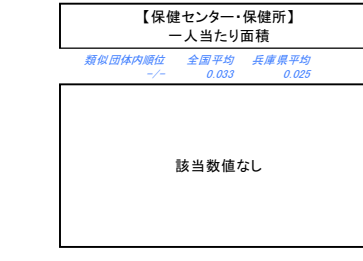 【保健センター・保健所】
一人当たり面積
類似団体内順位 全国平均 兵庫県平均
-/- 0.033 0.025
該当数値なし